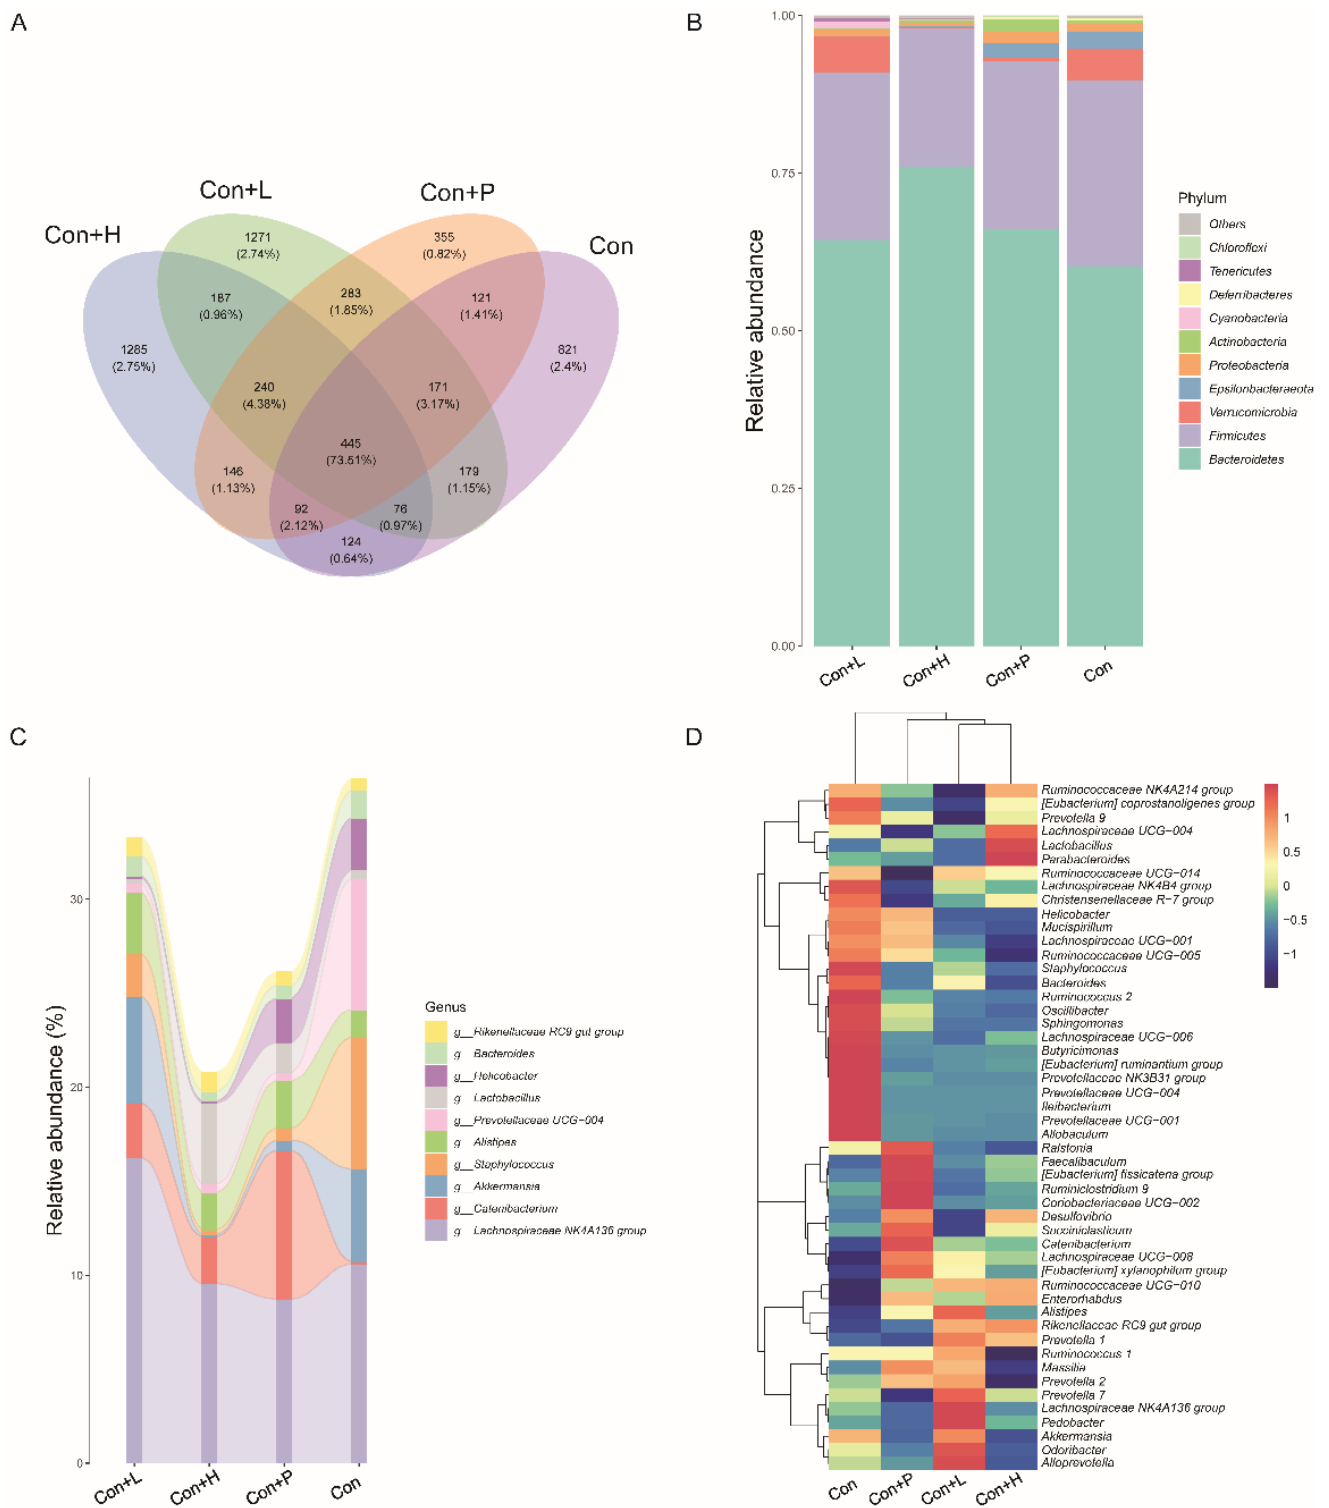 A
Con+L
Con+P
Con+H
Con
1271
(2.74%)
355
(0.82%)
187
(0.96%)
283
(1.85%)
121
(1.41%)
1285
(2.75%)
821
(2.4%)
240
(4.38%)
171
(3.17%)
445
(73.51%)
146
(1.13%)
179
(1.15%)
92
(2.12%)
76
(0.97%)
124
(0.64%)
B
Relative abundance
1.00
0.75
0.50
0.25
0.00
Con+L
Con+H
Con+P
Con
Phylum
Others
Chloroflexi
Tenericutes
Deferribacteres
Cyanobacteria
Actinobacteria
Proteobacteria
Epsilonbacteraeota
Verrucomicrobia
Firmicutes
Bacteroidetes
C
Relative abundance (%)
30
20
10
0
Con+L
Con+H
Con+P
Con
Genus
g__Rikenellaceae RC9 gut group
g__Bacteroides
g__Helicobacter
g__Lactobacillus
g__Prevotellaceae UCG-004
g__Alistipes
g__Staphylococcus
g__Akkermansia
g__Catenibacterium
g__Lachnospiraceae NK4A136 group
D
Ruminococcaceae NK4A214 group
[Eubacterium] coprostanoligenes group
Prevotella 9
Lachnospiraceae UCG-004
Lactobacillus
Parabacteroides
Ruminococcaceae UCG-014
Lachnospiraceae NK4B4 group
Christensenellaceae R-7 group
Helicobacter
Mucispirillum
Lachnospiraceae UCG-001
Ruminococcaceae UCG-005
Staphylococcus
Bacteroides
Ruminococcus 2
Oscillibacter
Sphingomonas
Lachnospiraceae UCG-006
Butyricimonas
[Eubacterium] ruminantium group
Prevotellaceae NK3B31 group
Prevotellaceae UCG-004
Ileibacterium
Prevotellaceae UCG-001
Allobaculum
Ralstonia
Faecalibaculum
[Eubacterium] fissicatena group
Ruminiclostridium 9
Coriobacteriaceae UCG-002
Desulfovibrio
Succiniclasticum
Catenibacterium
Lachnospiraceae UCG-008
[Eubacterium] xylanophilum group
Ruminococcaceae UCG-010
Enterorhabdus
Alistipes
Rikenellaceae RC9 gut group
Prevotella 1
Ruminococcus 1
Massilia
Prevotella 2
Prevotella 7
Lachnospiraceae NK4A136 group
Pedobacter
Akkermansia
Odoribacter
Alloprevotella
Con
Con+P
Con+L
Con+H
1
0.5
0
-0.5
-1